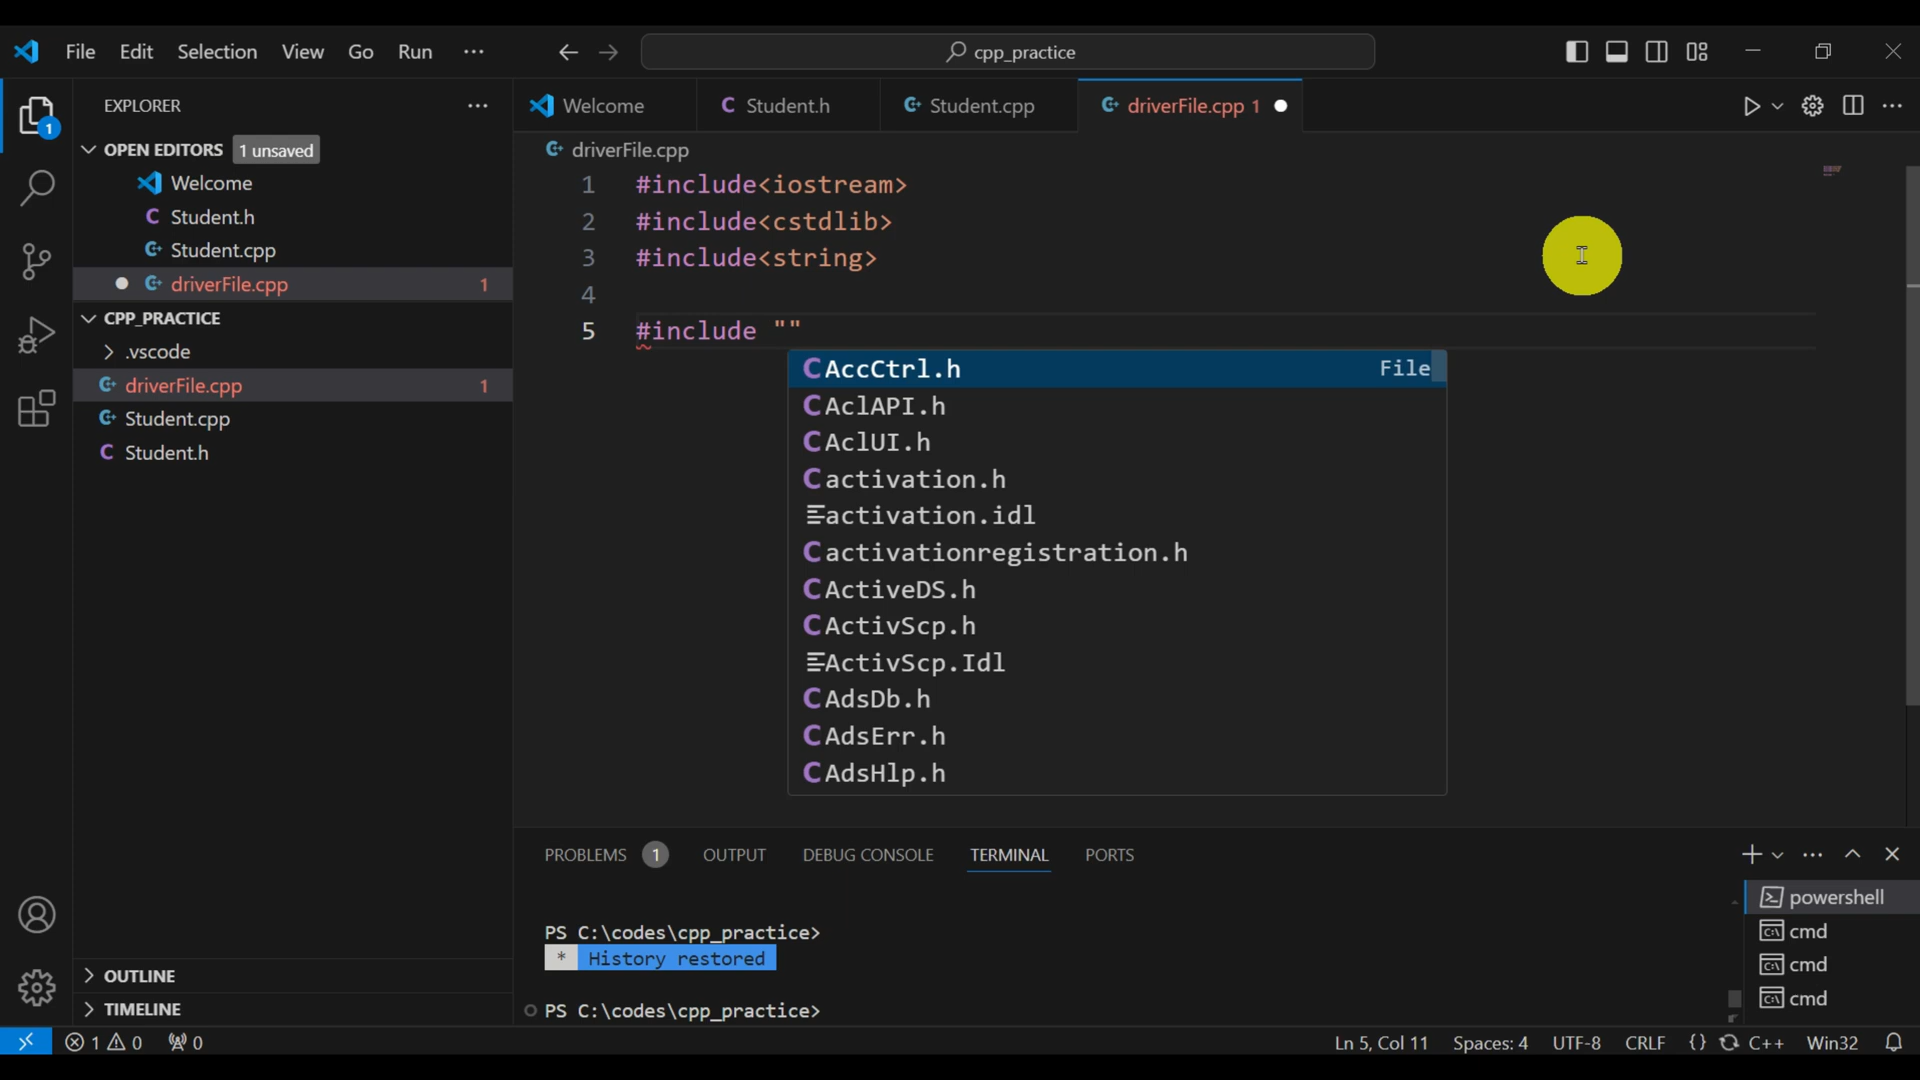 File Edit Selection View Go Run ...
cpp_practice
EXPLORER ...
OPEN EDITORS 1 unsaved
Welcome
Student.h
Student.cpp
driverFile.cpp 1
CPP_PRACTICE
.vscode
driverFile.cpp 1
Student.cpp
Student.h
OUTLINE
TIMELINE
1
Welcome Student.h Student.cpp driverFile.cpp 1
driverFile.cpp
1 #include<iostream>
2 #include<cstdlib>
3 #include<string>
4
5 #include ""
AccCtrl.h File
AclAPI.h
AclUI.h
activation.h
activation.idl
activationregistration.h
ActiveDS.h
ActivScp.h
ActivScp.Idl
AdsDb.h
AdsErr.h
AdsHlp.h
PROBLEMS 1 OUTPUT DEBUG CONSOLE TERMINAL PORTS
PS C:\codes\cpp_practice>
* History restored
PS C:\codes\cpp_practice>
powershell
cmd
cmd
cmd
1 0 0 Ln 5, Col 11 Spaces: 4 UTF-8 CRLF {} C++ Win32